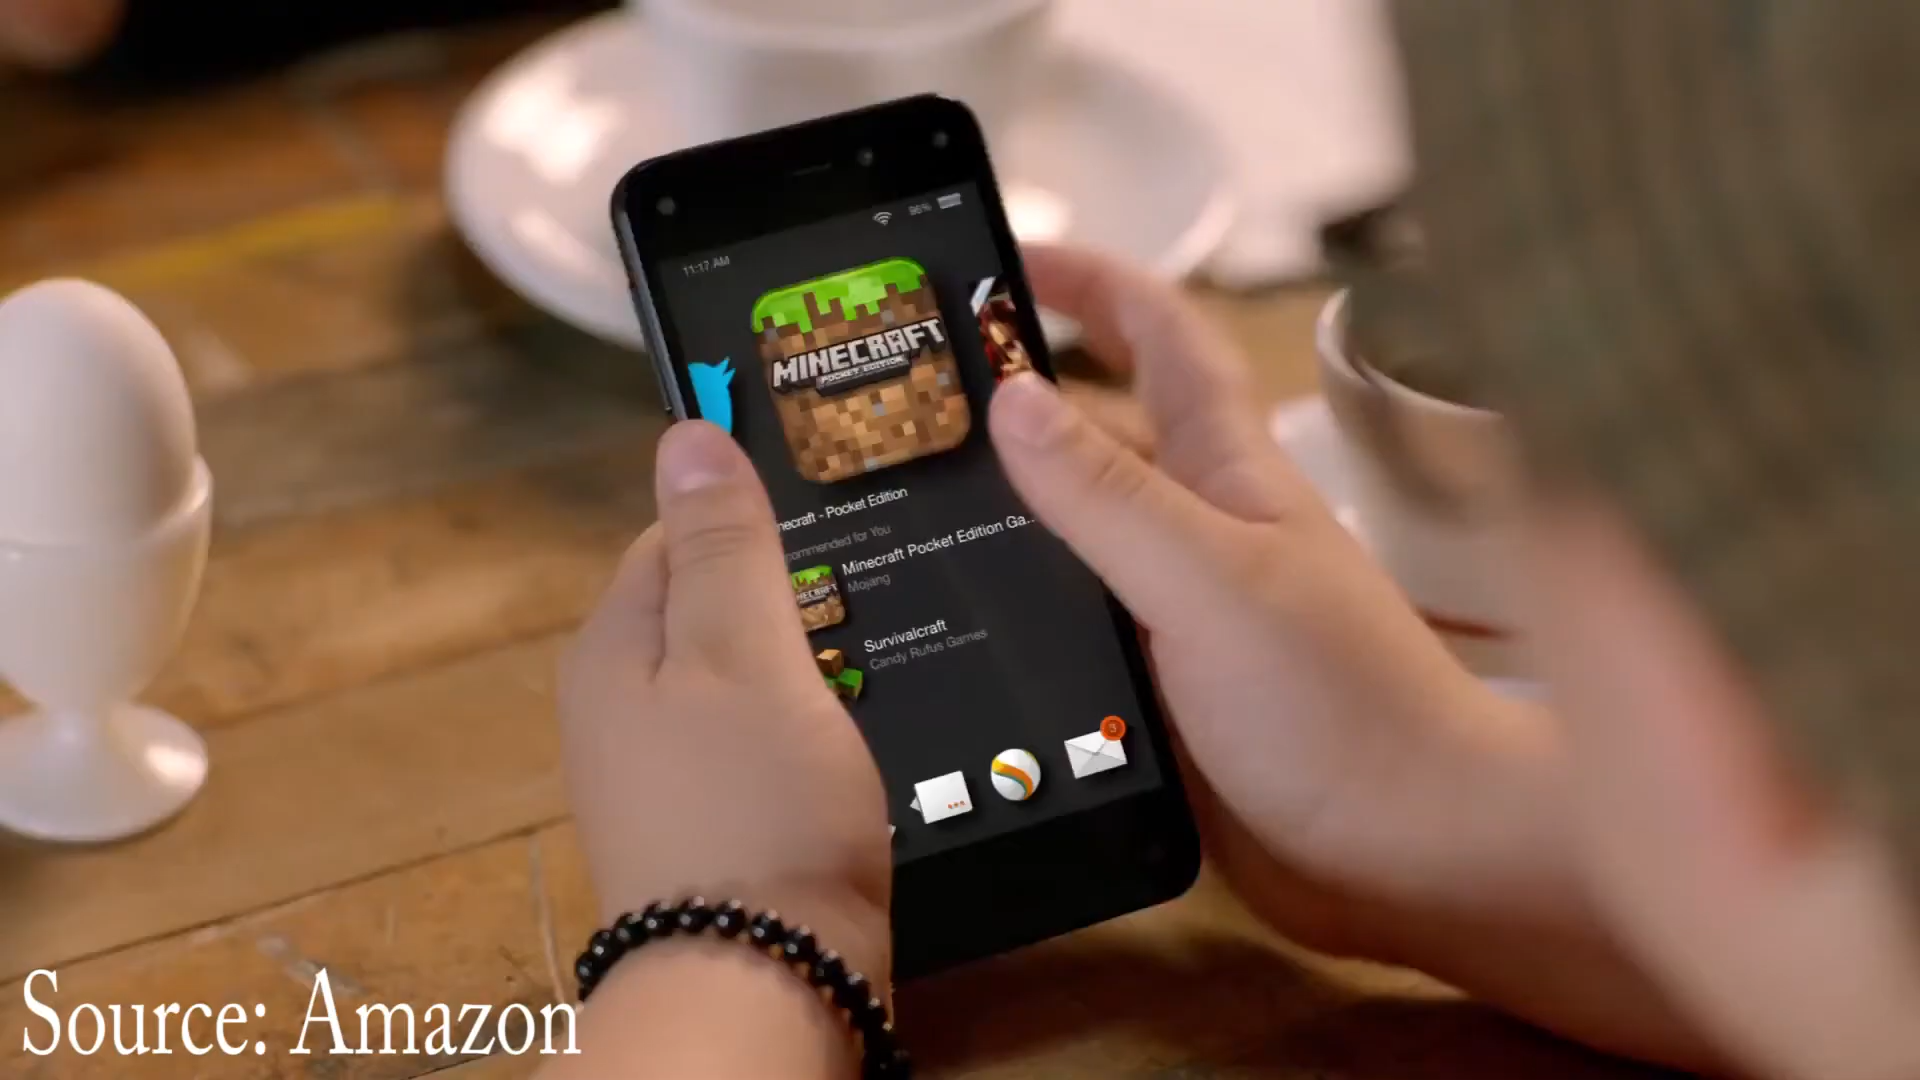 96%
11:17 AM
MINECRAFT
POCKET EDITION
necraft - Pocket Edition
commended for You
Minecraft Pocket Edition Ga...
Mojang
Survivalcraft
Candy Rufus Games
3
Source: Amazon